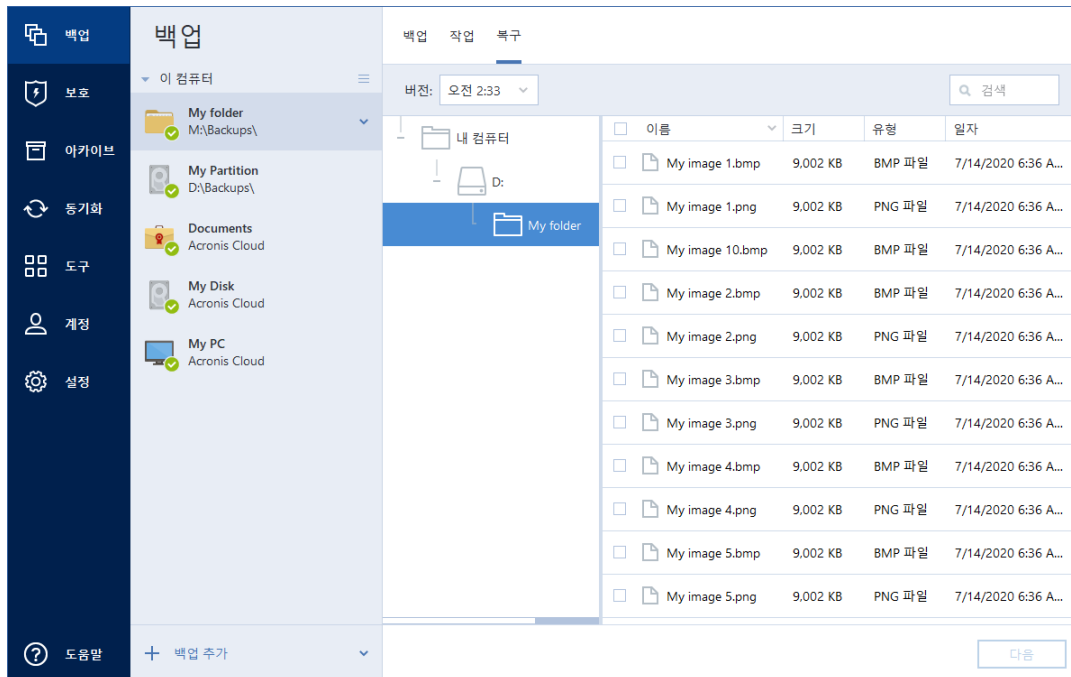 백업
보호
아카이브
동기화
도구
계정
설정
도움말
백업
이 컴퓨터
My folder
M:\Backups\
My Partition
D:\Backups\
Documents
Acronis Cloud
My Disk
Acronis Cloud
My PC
Acronis Cloud
백업 추가
백업 작업 복구
버전: 오전 2:33
검색
내 컴퓨터
D:
My folder
이름 크기 유형 일자
My image 1.bmp 9,002 KB BMP 파일 7/14/2020 6:36 A...
My image 1.png 9,002 KB PNG 파일 7/14/2020 6:36 A...
My image 10.bmp 9,002 KB BMP 파일 7/14/2020 6:36 A...
My image 2.bmp 9,002 KB BMP 파일 7/14/2020 6:36 A...
My image 2.png 9,002 KB PNG 파일 7/14/2020 6:36 A...
My image 3.bmp 9,002 KB BMP 파일 7/14/2020 6:36 A...
My image 3.png 9,002 KB PNG 파일 7/14/2020 6:36 A...
My image 4.bmp 9,002 KB BMP 파일 7/14/2020 6:36 A...
My image 4.png 9,002 KB PNG 파일 7/14/2020 6:36 A...
My image 5.bmp 9,002 KB BMP 파일 7/14/2020 6:36 A...
My image 5.png 9,002 KB PNG 파일 7/14/2020 6:36 A...
다음